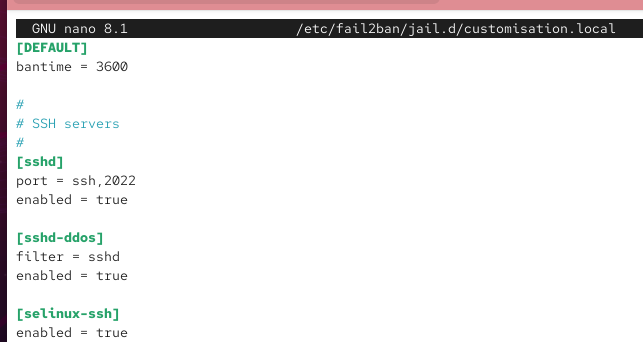 GNU nano 8.1 /etc/fail2ban/jail.d/customisation.local
[DEFAULT]
bantime = 3600
#
# SSH servers
#
[sshd]
port = ssh,2022
enabled = true
[sshd-ddos]
filter = sshd
enabled = true
[selinux-ssh]
enabled = true